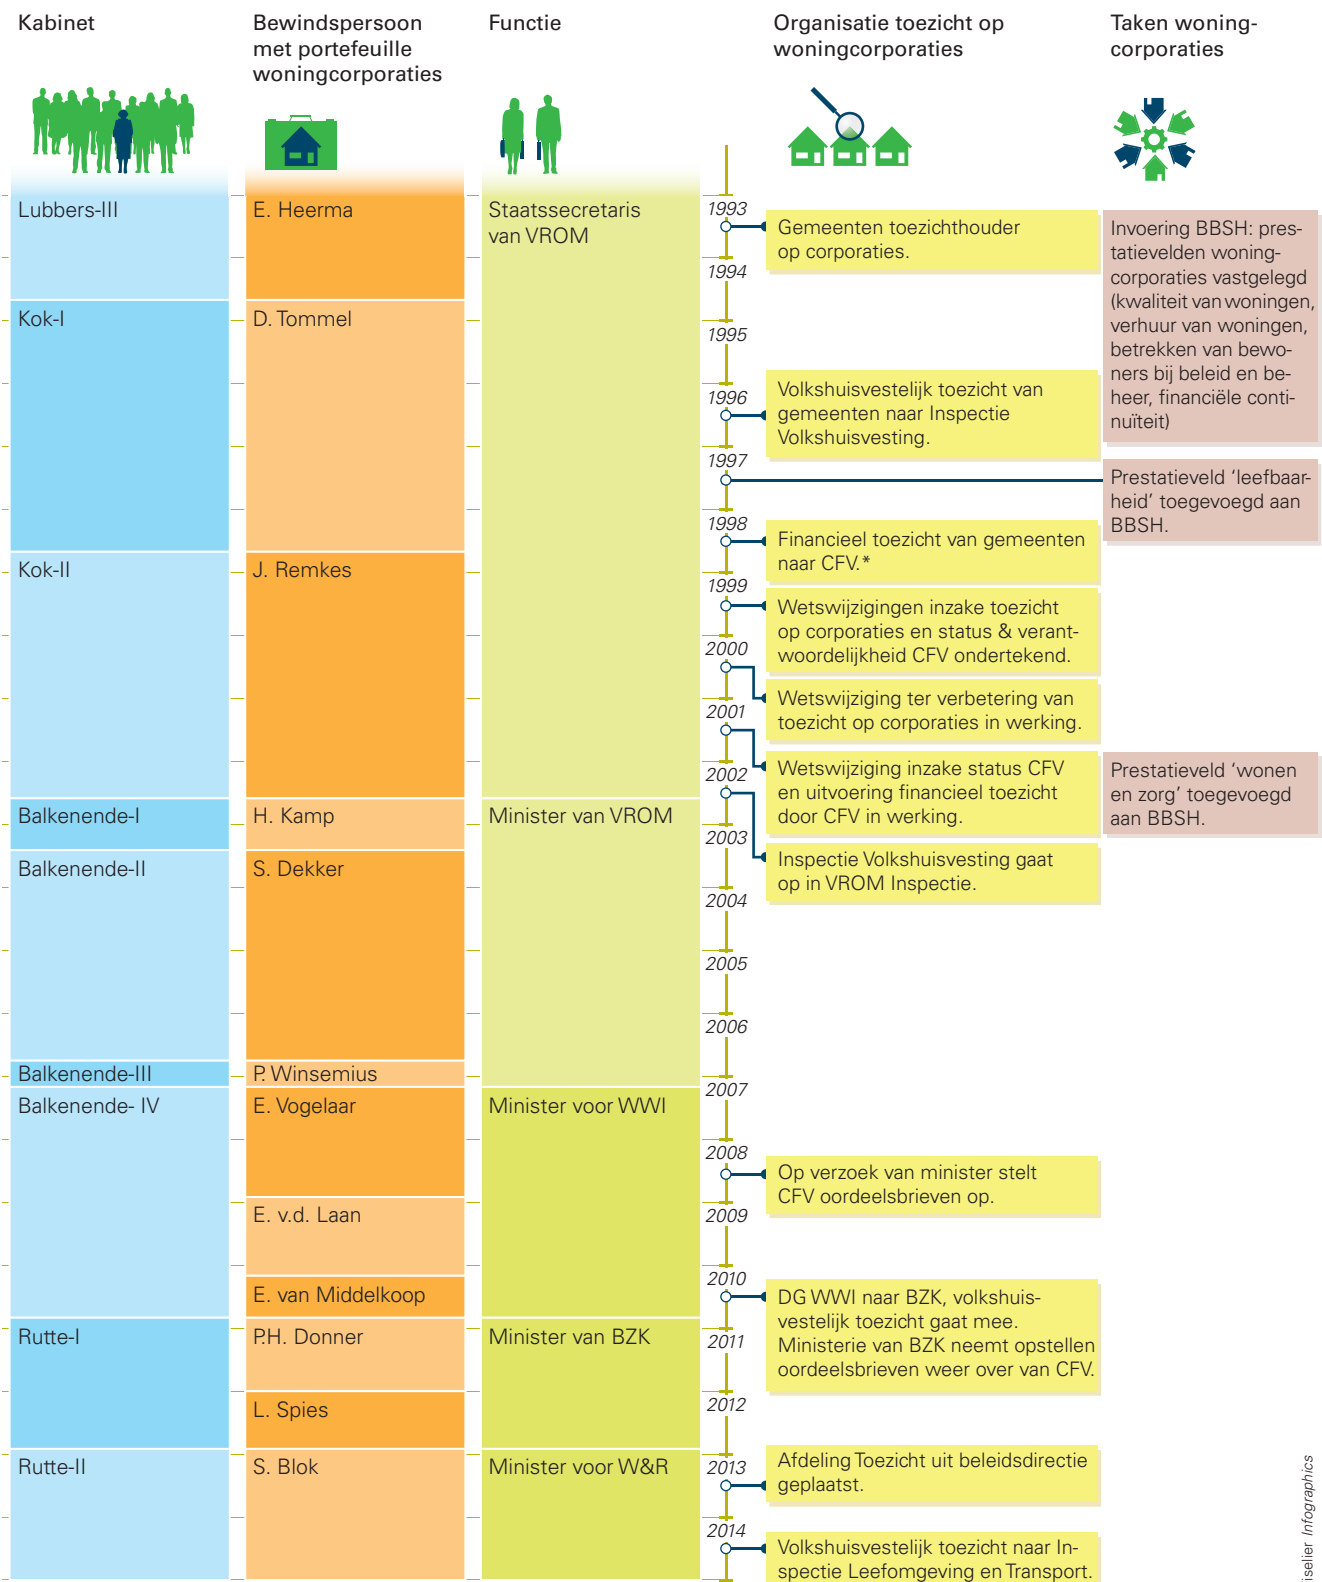 Kabinet
Bewindspersoon
met portefeuille
woningcorporaties
Functie
Organisatie toezicht op
woningcorporaties
Taken woning-
corporaties
Lubbers-III
Kok-I
Kok-II
Balkenende-I
Balkenende-II
Balkenende-III
Balkenende- IV
Rutte-I
Rutte-II
E. Heerma
D. Tommel
J. Remkes
H. Kamp
S. Dekker
P. Winsemius
E. Vogelaar
E. v.d. Laan
E. van Middelkoop
P.H. Donner
L. Spies
S. Blok
Staatssecretaris
van VROM
Minister van VROM
Minister voor WWI
Minister van BZK
Minister voor W&R
1993
1994
1995
1996
1997
1998
1999
2000
2001
2002
2003
2004
2005
2006
2007
2008
2009
2010
2011
2012
2013
2014
Gemeenten toezichthouder
op corporaties.
Volkshuisvestelijk toezicht van
gemeenten naar Inspectie
Volkshuisvesting.
Financieel toezicht van gemeenten
naar CFV.*
Wetswijzigingen inzake toezicht
op corporaties en status & verant-
woordelijkheid CFV ondertekend.
Wetswijziging ter verbetering van
toezicht op corporaties in werking.
Wetswijziging inzake status CFV
en uitvoering financieel toezicht
door CFV in werking.
Inspectie Volkshuisvesting gaat
op in VROM Inspectie.
Op verzoek van minister stelt
CFV oordeelsbrieven op.
DG WWI naar BZK, volkshuis-
vestelijk toezicht gaat mee.
Ministerie van BZK neemt opstellen
oordeelsbrieven weer over van CFV.
Afdeling Toezicht uit beleidsdirectie
geplaatst.
Volkshuisvestelijk toezicht naar In-
spectie Leefomgeving en Transport.
Invoering BBSH: pres-
tatievelden woning-
corporaties vastgelegd
(kwaliteit van woningen,
verhuur van woningen,
betrekken van bewo-
ners bij beleid en be-
heer, financiële conti-
nuïteit)
Prestatieveld ‘leefbaar-
heid’ toegevoegd aan
BBSH.
Prestatieveld ‘wonen
en zorg’ toegevoegd
aan BBSH.
iselier Infographics